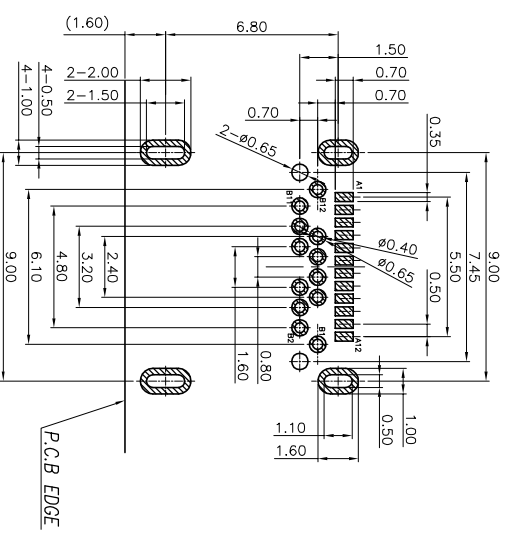 (1.60)
6.80
1.50
2-2.00
0.70
2-1.50
0.70
0.70
4-0.50
4-1.00
2-ø0.65
0.35
A1
B12
B11
ø0.40
ø0.65
9.00
6.10
4.80
3.20
2.40
1.60
0.80
0.50
5.50
7.45
9.00
B1
B2
A12
1.10
1.60
0.50
1.00
P.C.B EDGE